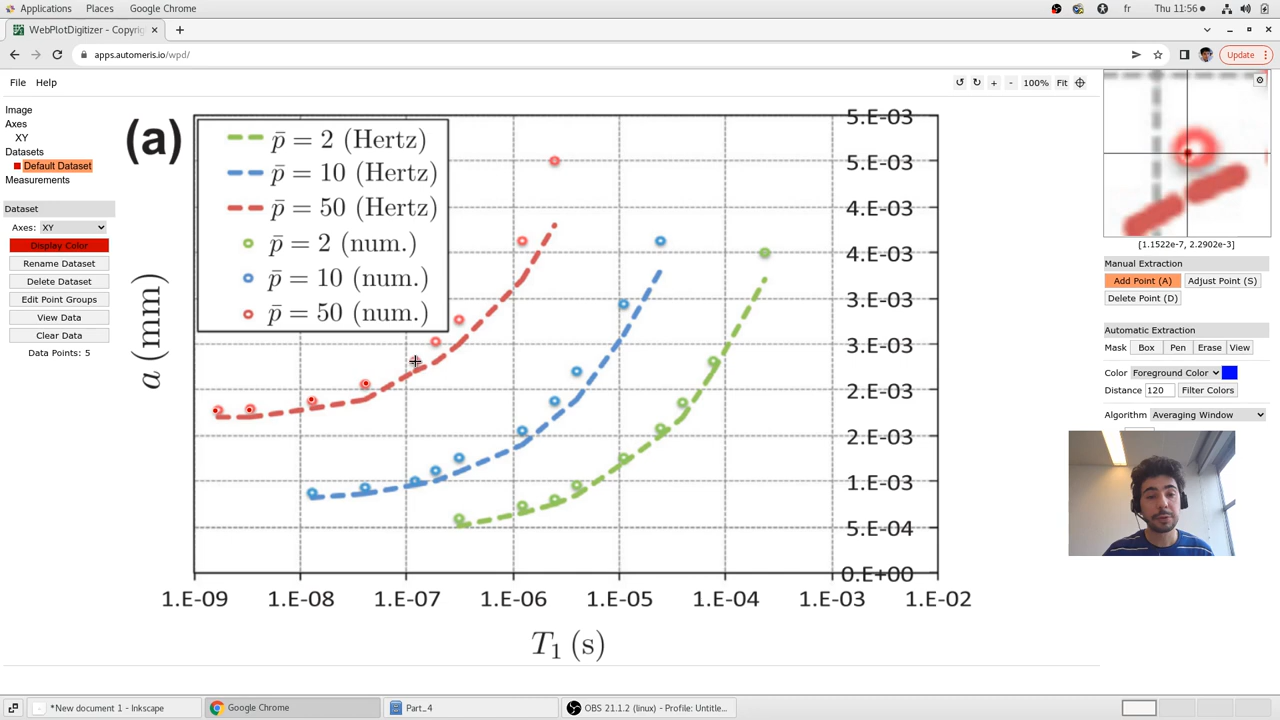 Applications Places Google Chrome fr Thu 11:56
WebPlotDigitizer - Copyrig
apps.automeris.io/wpd/ Update
File Help 100% Fit
Image
Axes
XY
Datasets
Default Dataset
Measurements
Dataset
Axes: XY
Display Color
Rename Dataset
Delete Dataset
Edit Point Groups
View Data
Clear Data
Data Points: 5
(a)
p̄ = 2 (Hertz)
p̄ = 10 (Hertz)
p̄ = 50 (Hertz)
p̄ = 2 (num.)
p̄ = 10 (num.)
p̄ = 50 (num.)
a (mm)
5.E-03
5.E-03
4.E-03
4.E-03
3.E-03
3.E-03
2.E-03
2.E-03
1.E-03
5.E-04
0.E+00
1.E-09 1.E-08 1.E-07 1.E-06 1.E-05 1.E-04 1.E-03 1.E-02
T₁ (s)
[1.1522e-7, 2.2902e-3]
Manual Extraction
Add Point (A) Adjust Point (S)
Delete Point (D)
Automatic Extraction
Mask Box Pen Erase View
Color Foreground Color
Distance 120 Filter Colors
Algorithm Averaging Window
*New document 1 - Inkscape Google Chrome Part_4 OBS 21.1.2 (linux) - Profile: Untitle...